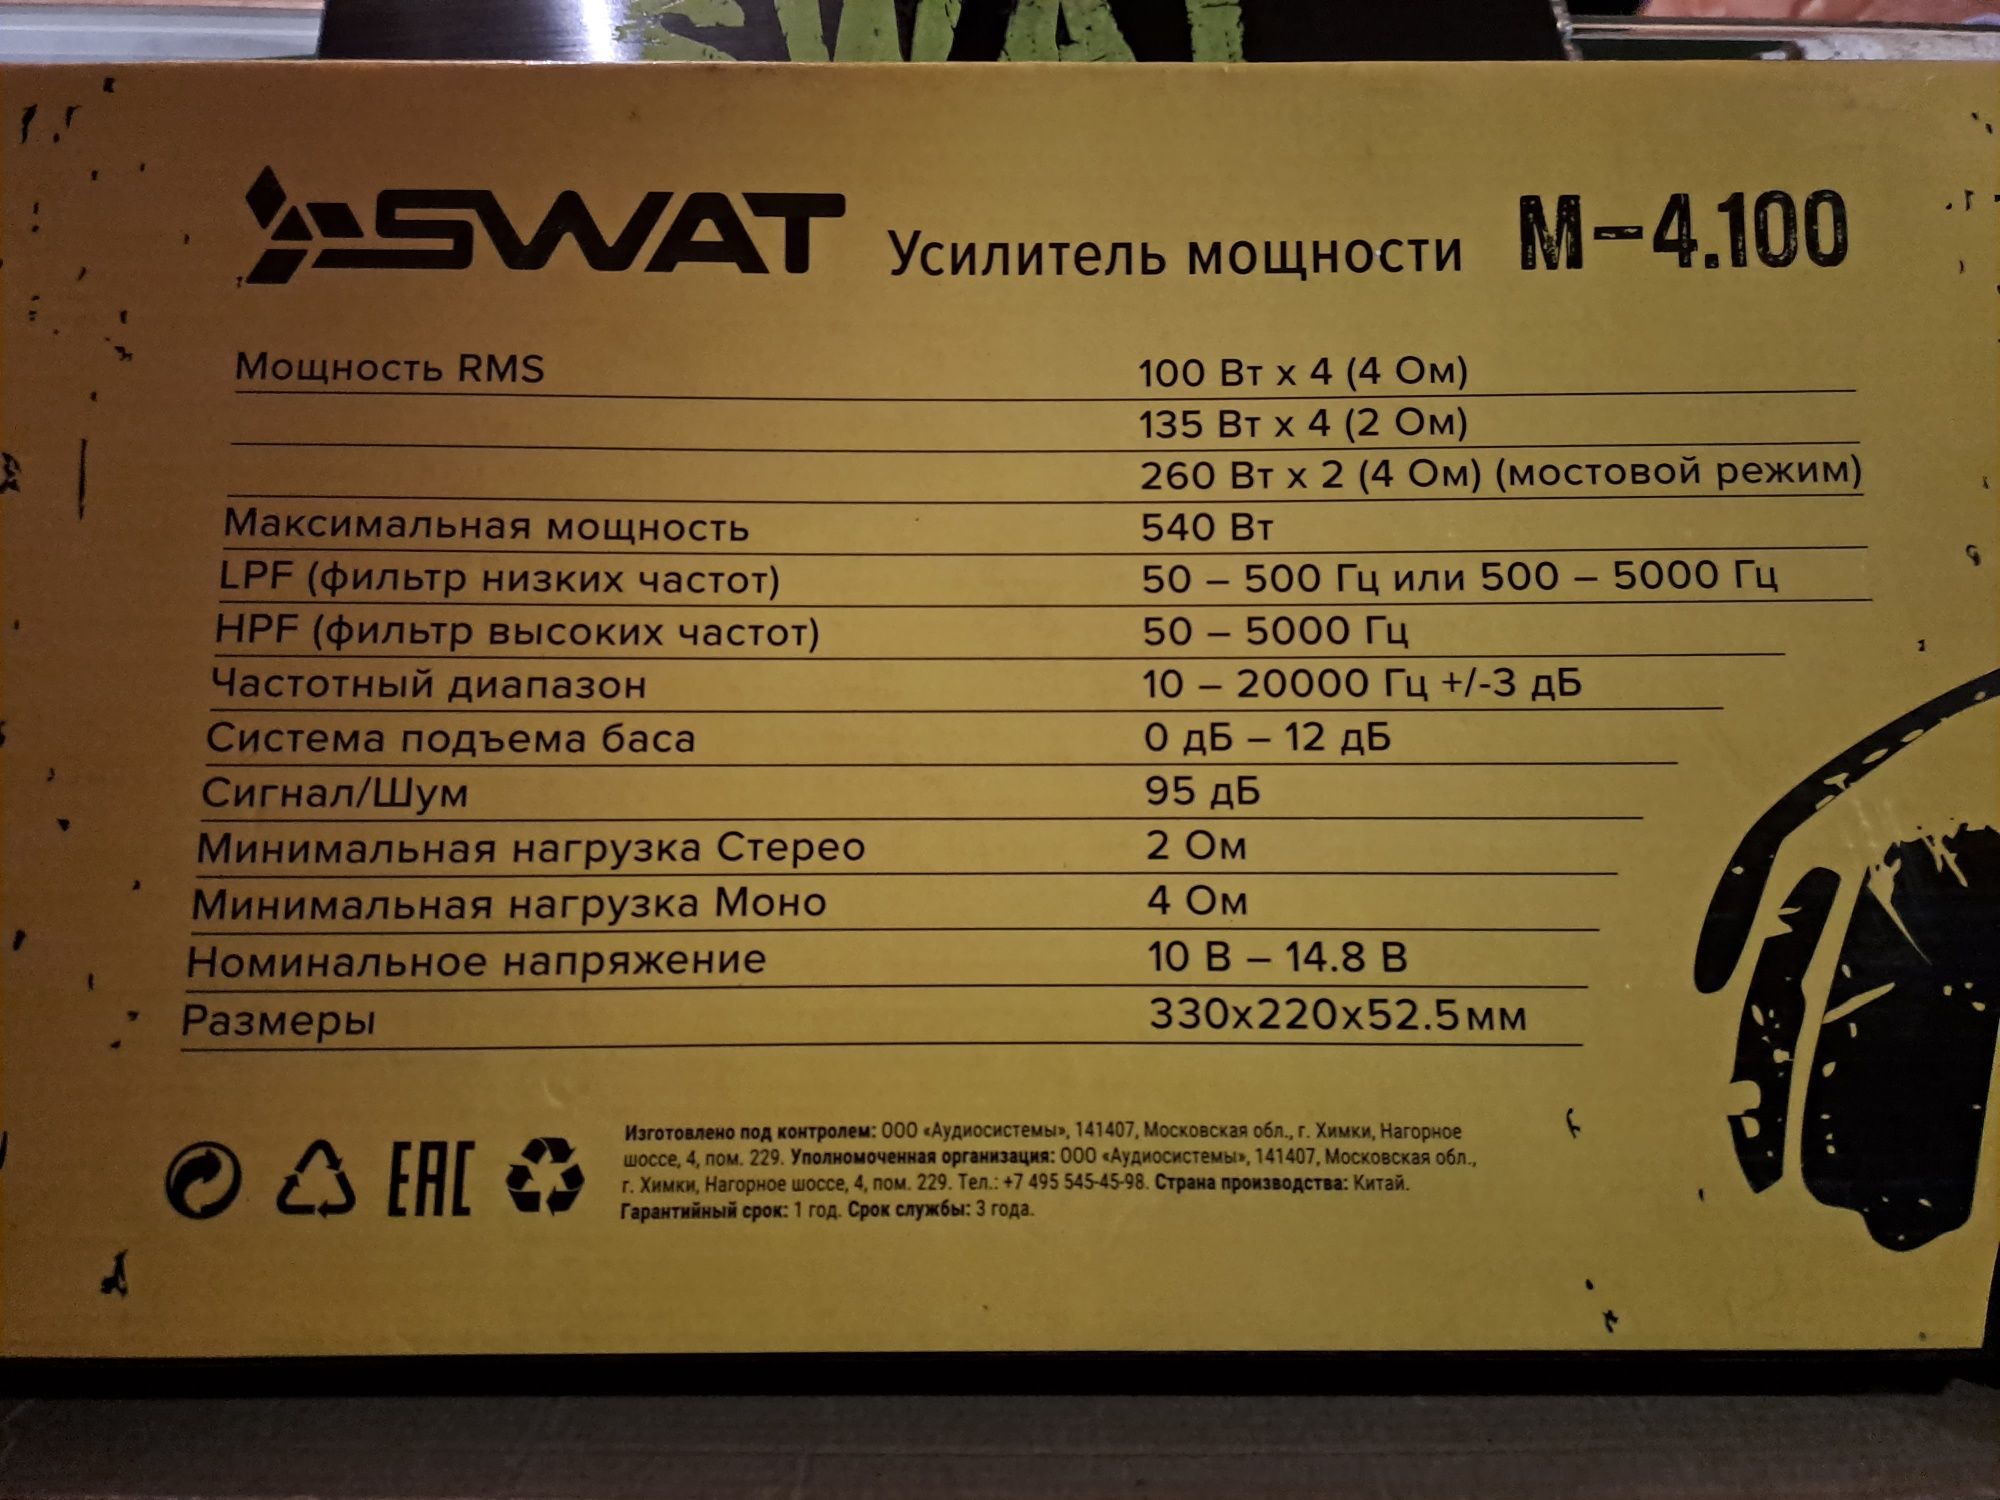 SWAT
SWAT Усилитель мощности M-4.100
Мощность RMS 100 Вт x 4 (4 Ом)
135 Вт x 4 (2 Ом)
260 Вт x 2 (4 Ом) (мостовой режим)
Максимальная мощность 540 Вт
LPF (фильтр низких частот) 50 – 500 Гц или 500 – 5000 Гц
HPF (фильтр высоких частот) 50 – 5000 Гц
Частотный диапазон 10 – 20000 Гц +/-3 дБ
Система подъема баса 0 дБ – 12 дБ
Сигнал/Шум 95 дБ
Минимальная нагрузка Стерео 2 Ом
Минимальная нагрузка Моно 4 Ом
Номинальное напряжение 10 В – 14.8 В
Размеры 330x220x52.5мм
EAC
Изготовлено под контролем: ООО «Аудиосистемы», 141407, Московская обл., г. Химки, Нагорное
шоссе, 4, пом. 229. Уполномоченная организация: ООО «Аудиосистемы», 141407, Московская обл.,
г. Химки, Нагорное шоссе, 4, пом. 229. Тел.: +7 495 545-45-98. Страна производства: Китай.
Гарантийный срок: 1 год. Срок службы: 3 года.